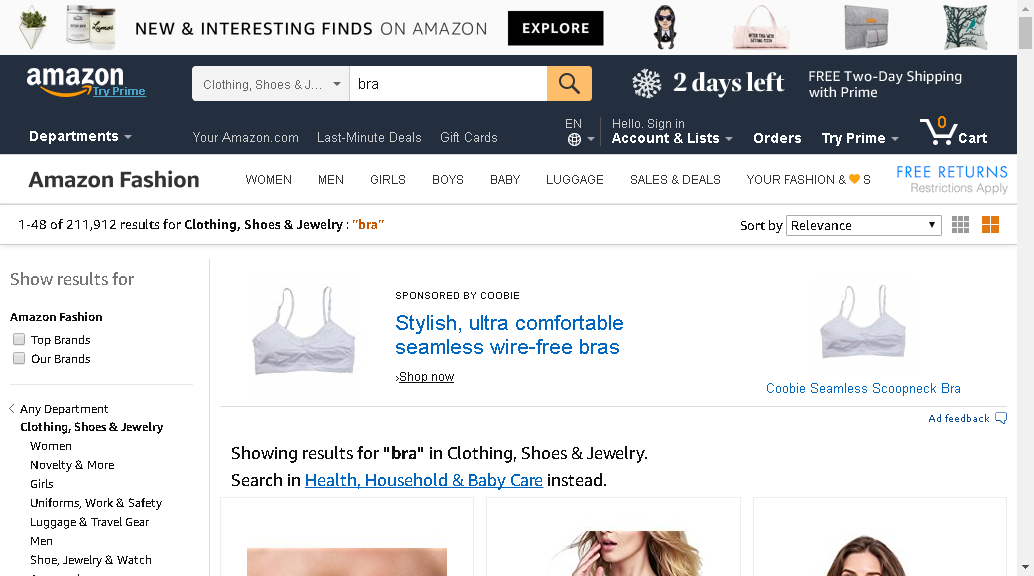 NEW & INTERESTING FINDS ON AMAZON EXPLORE
amazon
Try Prime
Clothing, Shoes & J...
bra
2 days left
FREE Two-Day Shipping
with Prime
Departments
Your Amazon.com Last-Minute Deals Gift Cards
EN
Hello. Sign in
Account & Lists
Orders
Try Prime
0
Cart
Amazon Fashion
WOMEN MEN GIRLS BOYS BABY LUGGAGE SALES & DEALS YOUR FASHION & S
FREE RETURNS
Restrictions Apply
1-48 of 211,912 results for Clothing, Shoes & Jewelry : "bra"
Sort by Relevance
Show results for
Amazon Fashion
Top Brands
Our Brands
Any Department
Clothing, Shoes & Jewelry
Women
Novelty & More
Girls
Uniforms, Work & Safety
Luggage & Travel Gear
Men
Shoe, Jewelry & Watch
SPONSORED BY COOBIE
Stylish, ultra comfortable
seamless wire-free bras
›Shop now
Coobie Seamless Scoopneck Bra
Ad feedback
Showing results for "bra" in Clothing, Shoes & Jewelry.
Search in Health, Household & Baby Care instead.